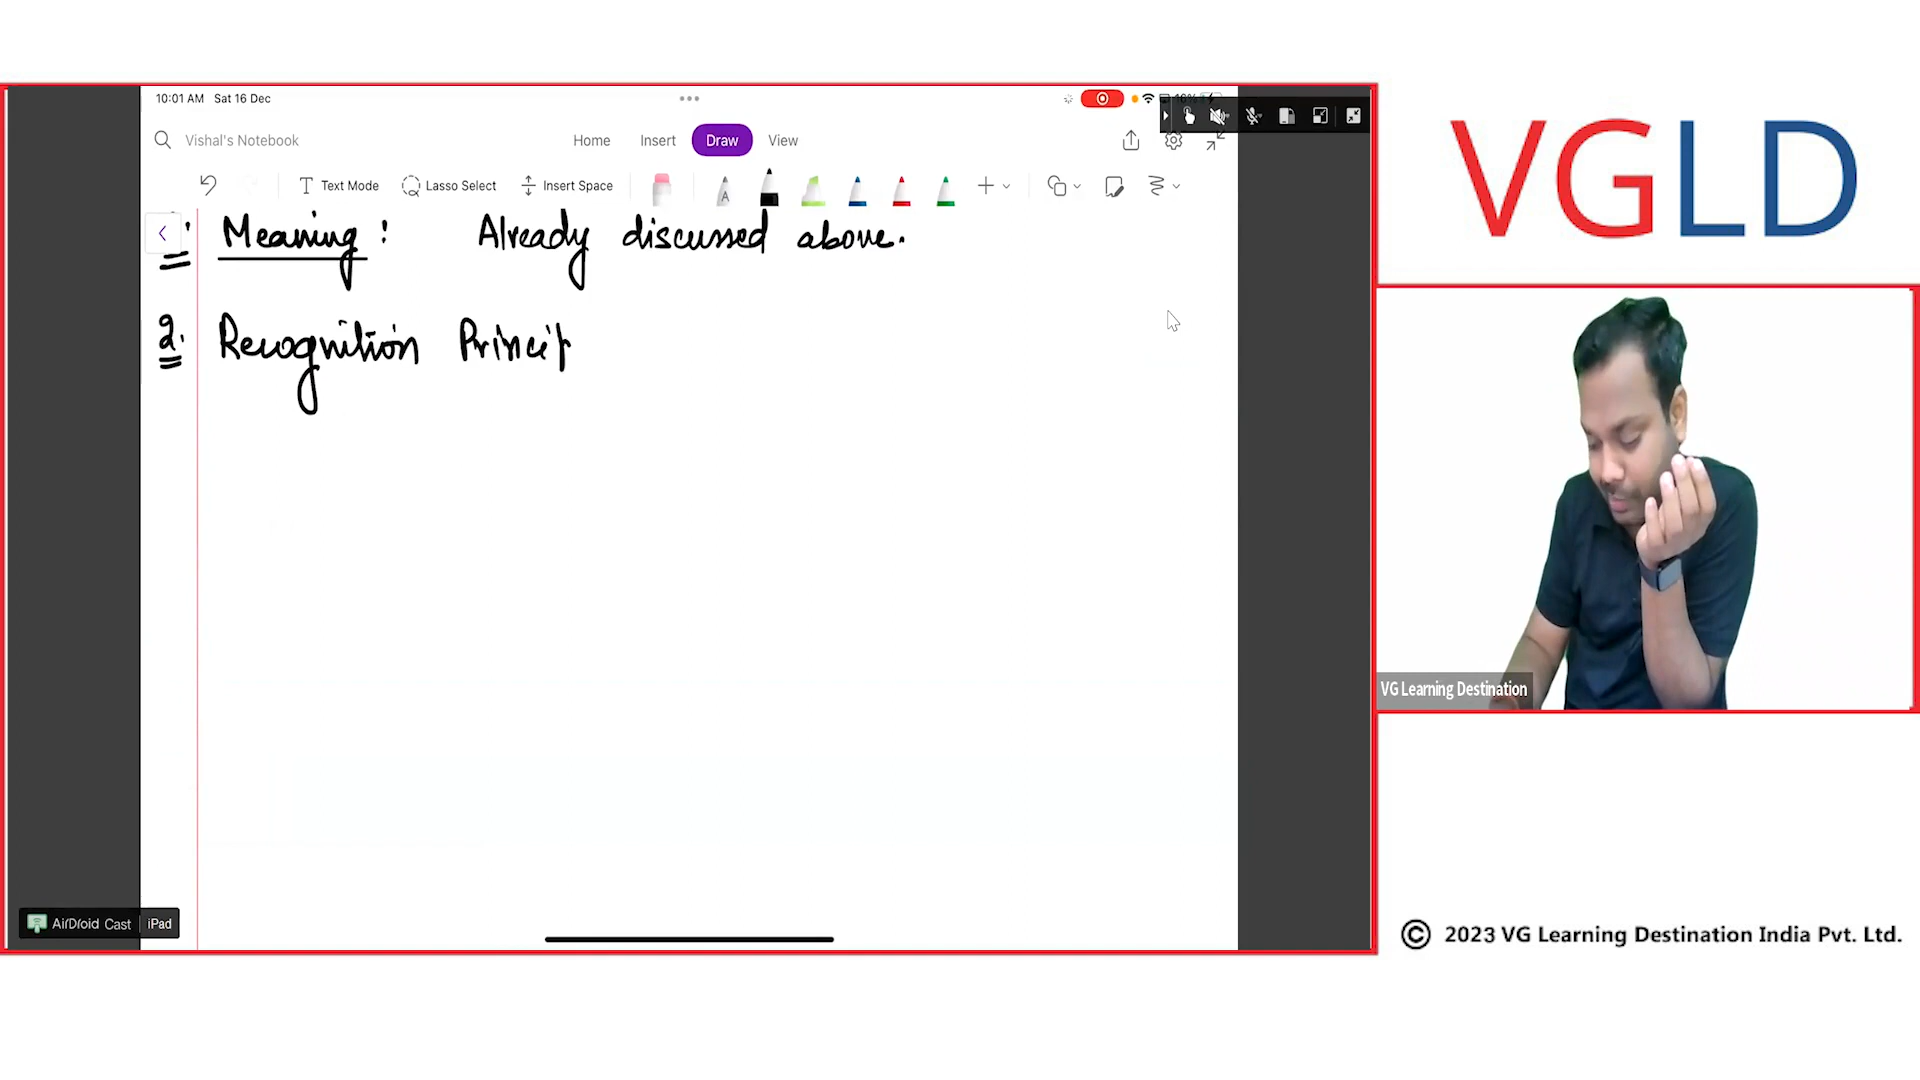 10:01 AM Sat 16 Dec
16%
Vishal's Notebook
Home Insert Draw View
Text Mode Lasso Select Insert Space
A
Meaning : Already discussed above.
2. Recognition Princip
VGLD
VG Learning Destination
AirDroid Cast iPad
© 2023 VG Learning Destination India Pvt. Ltd.